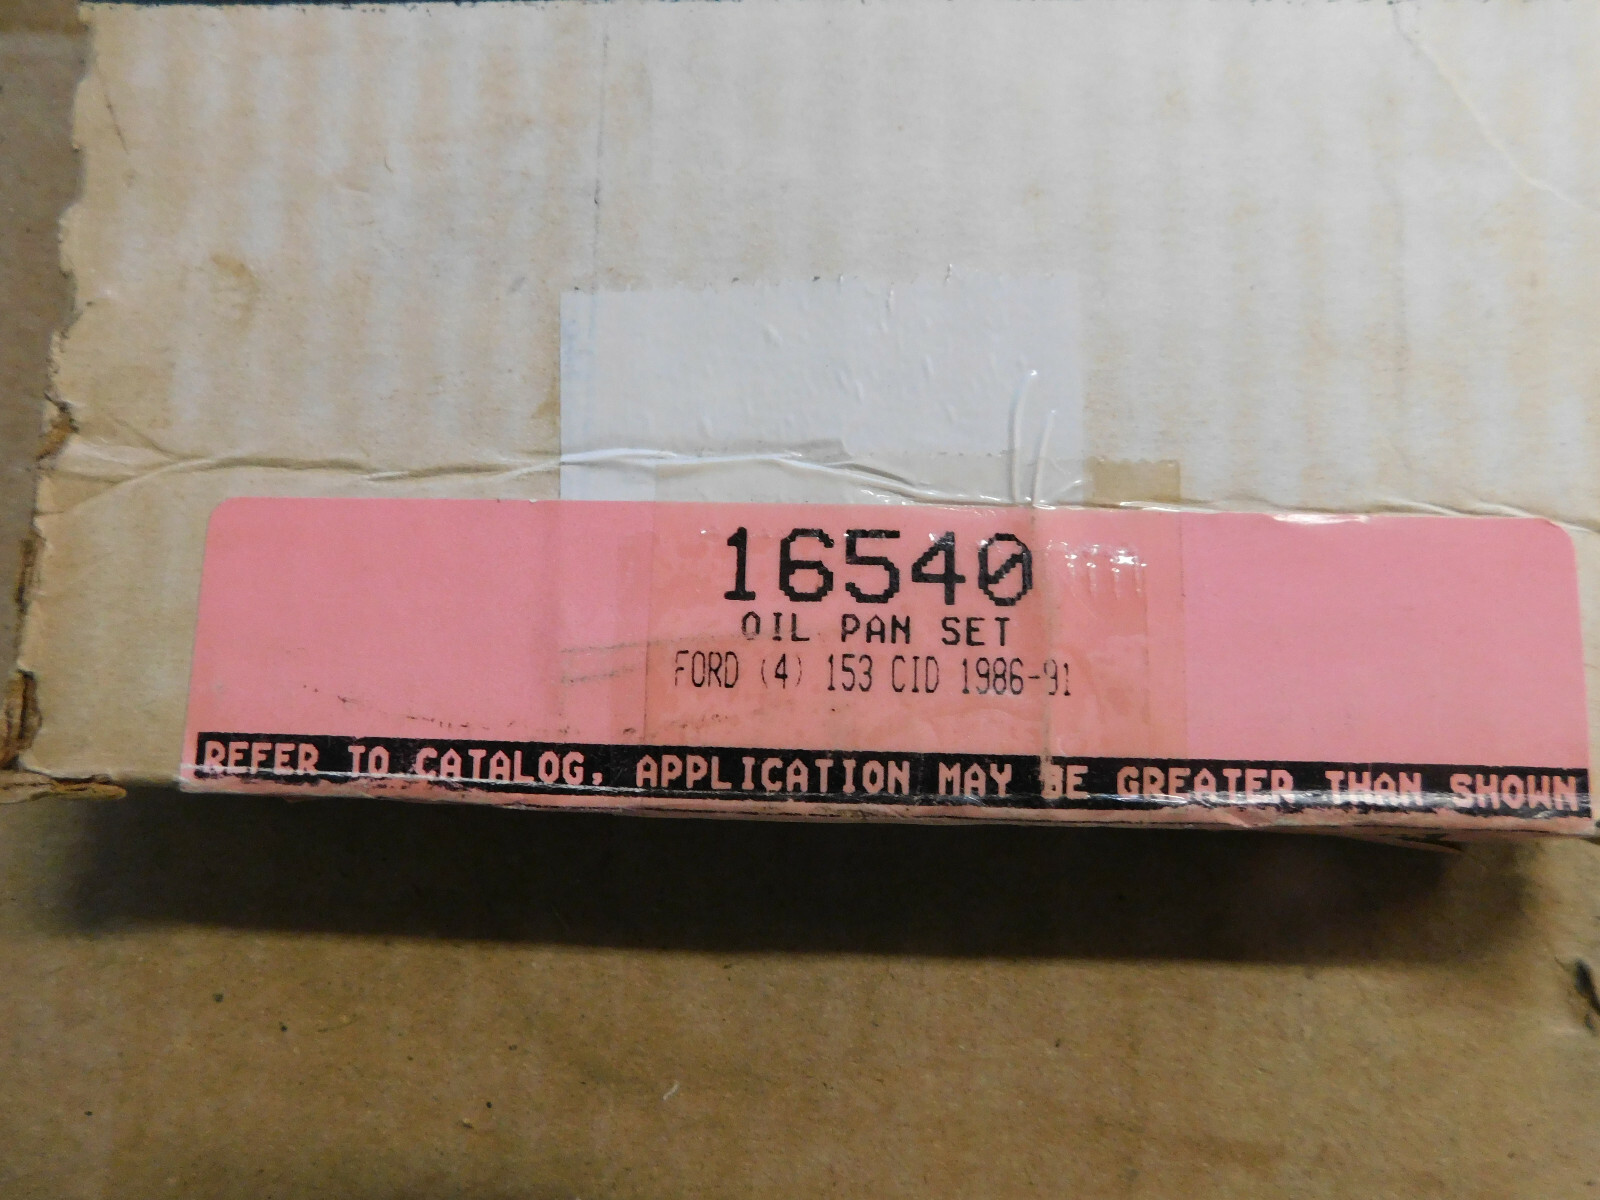 16540
OIL PAN SET
FORD (4) 153 CID 1986-91
REFER TO CATALOG, APPLICATION MAY BE GREATER THAN SHOWN